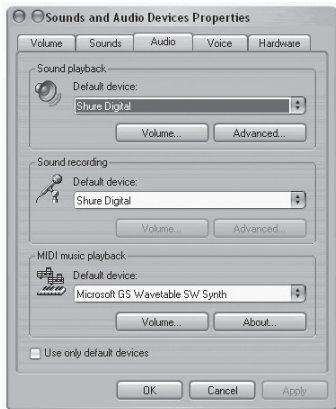 Sounds and Audio Devices Properties
Volume Sounds Audio Voice Hardware
Sound playback
Default device:
Shure Digital
Volume... Advanced...
Sound recording
Default device:
Shure Digital
Volume... Advanced...
MIDI music playback
Default device:
Microsoft GS Wavetable SW Synth
Volume... About...
Use only default devices
OK Cancel Apply